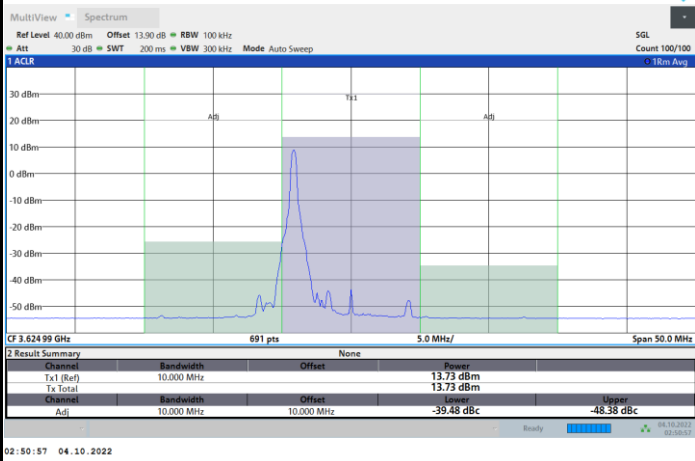 MultiView Spectrum
Ref Level 40.00 dBm Offset 13.90 dB RBW 100 kHz SGL
Att 30 dB SWT 200 ms VBW 300 kHz Mode Auto Sweep Count 100/100
1 ACLR 1Rm Avg
30 dBm
Tx1
20 dBm
Adj Adj
10 dBm
0 dBm
-10 dBm
-20 dBm
-30 dBm
-40 dBm
-50 dBm
CF 3.624 99 GHz 691 pts 5.0 MHz/ Span 50.0 MHz
2 Result Summary None
Channel Bandwidth Offset Power
Tx1 (Ref) 10.000 MHz 13.73 dBm
Tx Total 13.73 dBm
Channel Bandwidth Offset Lower Upper
Adj 10.000 MHz 10.000 MHz -39.48 dBc -48.38 dBc
Ready 04.10.2022
02:50:57
02:50:57 04.10.2022